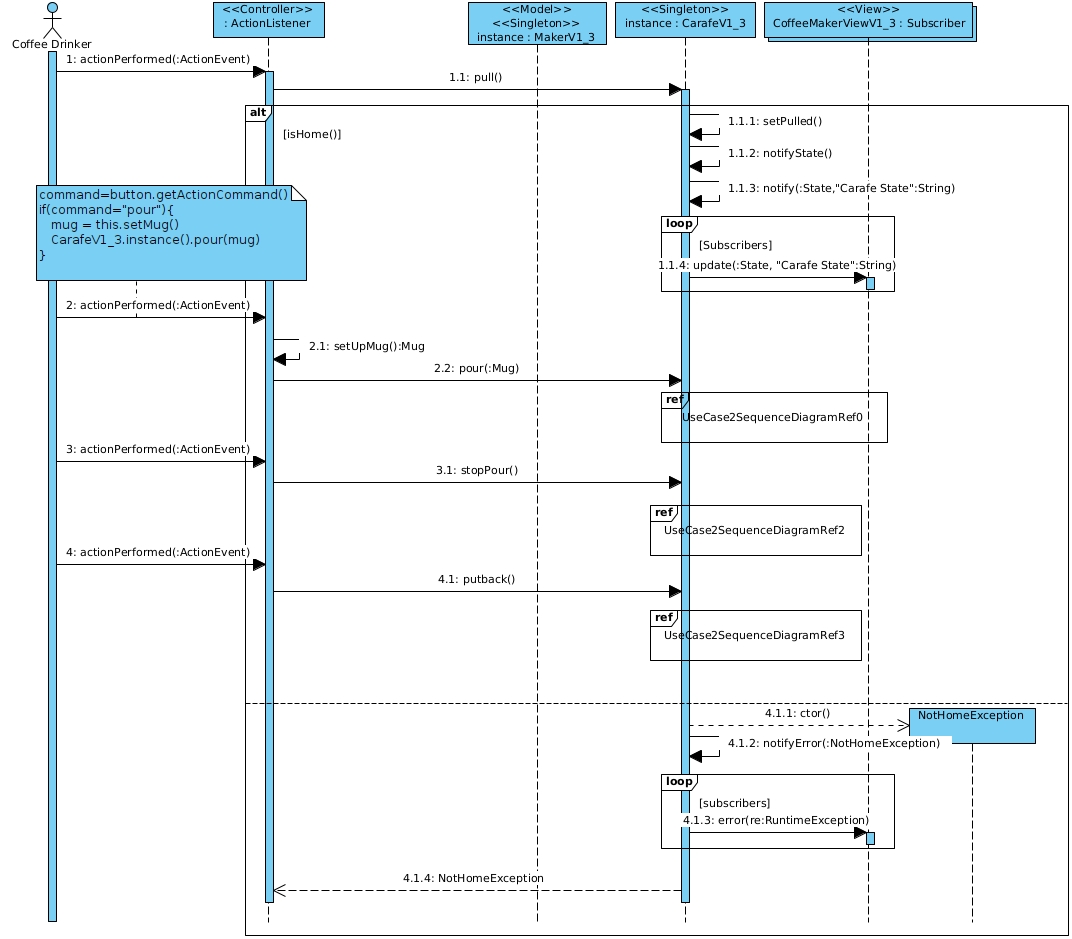 Coffee Drinker
<<Controller>>
: ActionListener
<<Model>>
<<Singleton>>
instance : MakerV1_3
<<Singleton>>
instance : CarafeV1_3
<<View>>
CoffeeMakerViewV1_3 : Subscriber
1: actionPerformed(:ActionEvent)
1.1: pull()
alt
[isHome()]
1.1.1: setPulled()
1.1.2: notifyState()
1.1.3: notify(:State,"Carafe State":String)
command=button.getActionCommand()
if(command="pour"){
mug = this.setMug()
CarafeV1_3.instance().pour(mug)
}
loop
[Subscribers]
1.1.4: update(:State, "Carafe State":String)
2: actionPerformed(:ActionEvent)
2.1: setUpMug():Mug
2.2: pour(:Mug)
ref
UseCase2SequenceDiagramRef0
3: actionPerformed(:ActionEvent)
3.1: stopPour()
ref
UseCase2SequenceDiagramRef2
4: actionPerformed(:ActionEvent)
4.1: putback()
ref
UseCase2SequenceDiagramRef3
4.1.1: ctor()
NotHomeException
4.1.2: notifyError(:NotHomeException)
loop
[subscribers]
4.1.3: error(re:RuntimeException)
4.1.4: NotHomeException